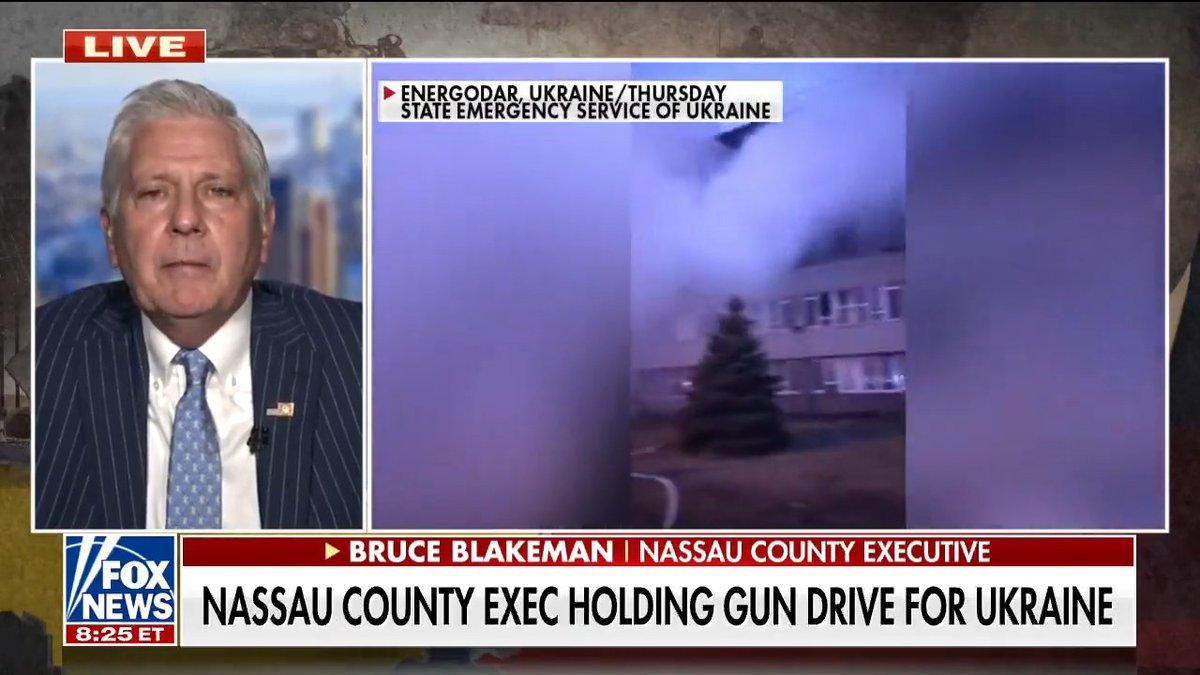 LIVE
ENERGODAR, UKRAINE/THURSDAY
STATE EMERGENCY SERVICE OF UKRAINE
BRUCE BLAKEMAN | NASSAU COUNTY EXECUTIVE
FOX
NEWS
8:25 ET
NASSAU COUNTY EXEC HOLDING GUN DRIVE FOR UKRAINE